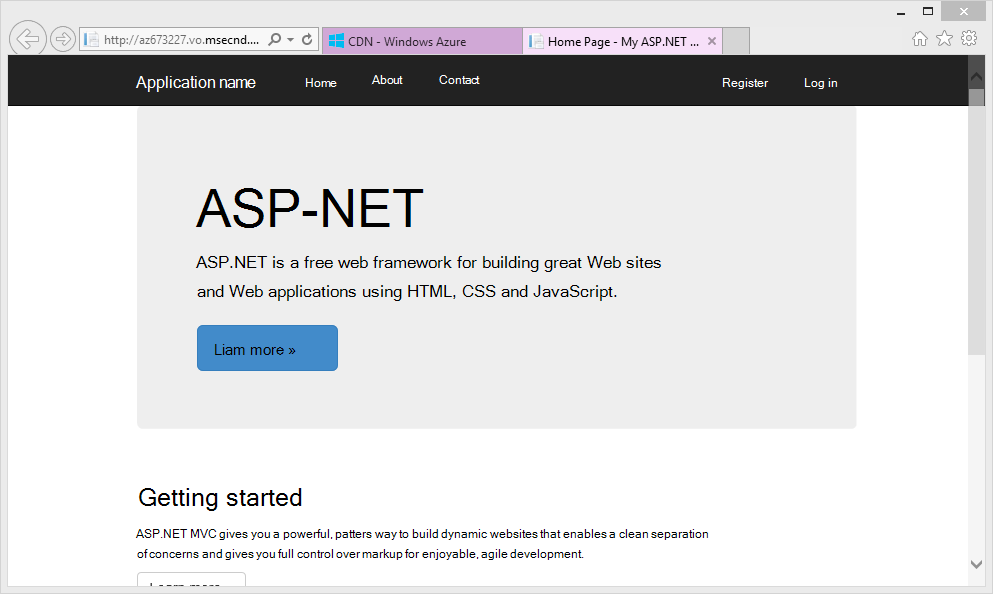 http://az673227.vo.msecnd....
CDN - Windows Azure
Home Page - My ASP.NET ...
Application name
Home
About
Contact
Register
Log in
ASP-NET
ASP.NET is a free web framework for building great Web sites
and Web applications using HTML, CSS and JavaScript.
Liam more »
Getting started
ASP.NET MVC gives you a powerful, patters way to build dynamic websites that enables a clean separation
of concerns and gives you full control over markup for enjoyable, agile development.
Learn more